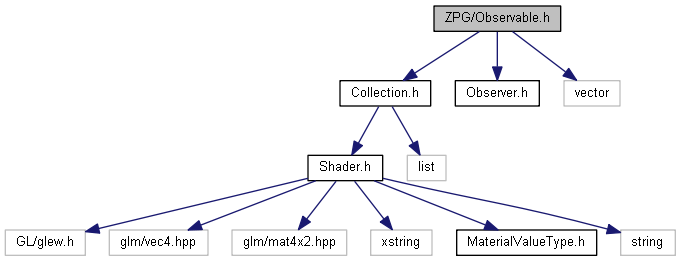 ZPG/Observable.h
Collection.h
Observer.h
vector
Shader.h
list
GL/glew.h
glm/vec4.hpp
glm/mat4x2.hpp
xstring
MaterialValueType.h
string